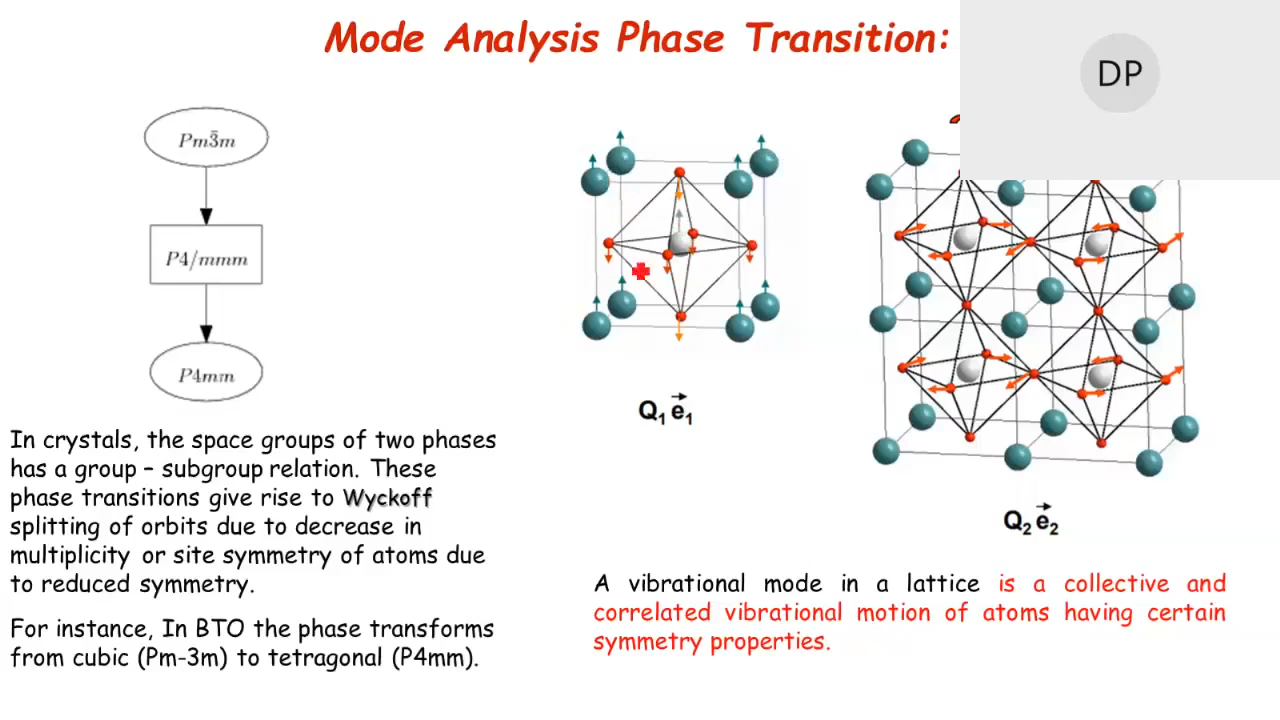 Mode Analysis Phase Transition:
DP
Pm3̄m
P4/mmm
P4mm
Q₁ e⃗₁
Q₂ e⃗₂
In crystals, the space groups of two phases
has a group – subgroup relation. These
phase transitions give rise to Wyckoff
splitting of orbits due to decrease in
multiplicity or site symmetry of atoms due
to reduced symmetry.
For instance, In BTO the phase transforms
from cubic (Pm-3m) to tetragonal (P4mm).
A vibrational mode in a lattice is a collective and
correlated vibrational motion of atoms having certain
symmetry properties.